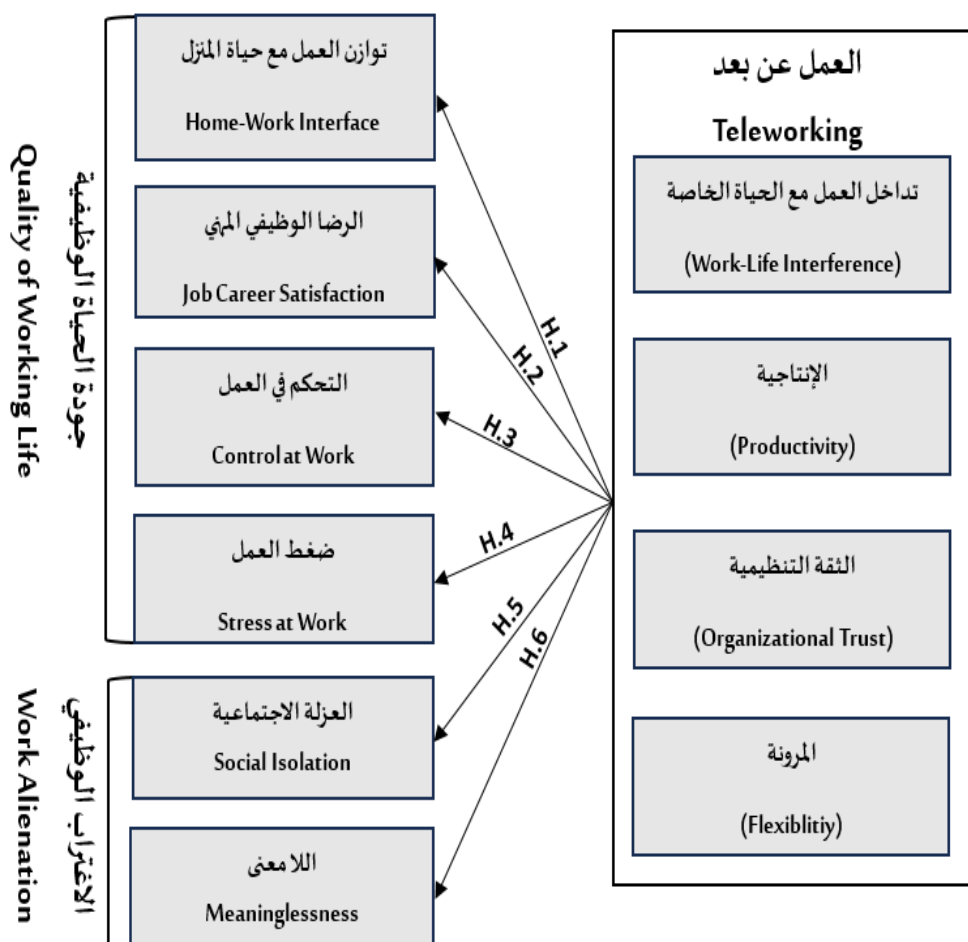 العمل عن بعد
Teleworking
تداخل العمل مع الحياة الخاصة
(Work-Life Interference)
الإنتاجية
(Productivity)
الثقة التنظيمية
(Organizational Trust)
المرونة
(Flexiblitiy)
H.1
H.2
H.3
H.4
H.5
H.6
توازن العمل مع حياة المنزل
Home-Work Interface
الرضا الوظيفي المهني
Job Career Satisfaction
التحكم في العمل
Control at Work
ضغط العمل
Stress at Work
العزلة الاجتماعية
Social Isolation
اللا معنى
Meaninglessness
جودة الحياة الوظيفية
Quality of Working Life
الاغتراب الوظيفي
Work Alienation